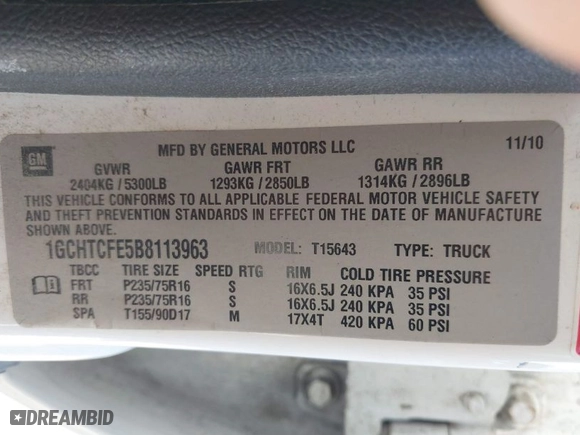 MFD BY GENERAL MOTORS LLC 11/10
GM
GVWR GAWR FRT GAWR RR
2404KG / 5300LB 1293KG / 2850LB 1314KG / 2896LB
THIS VEHICLE CONFORMS TO ALL APPLICABLE FEDERAL MOTOR VEHICLE SAFETY
AND THEFT PREVENTION STANDARDS IN EFFECT ON THE DATE OF MANUFACTURE
SHOWN ABOVE.
1GCHTCFE5B8113963 MODEL: T15643 TYPE: TRUCK
TBCC TIRE SIZE SPEED RTG RIM COLD TIRE PRESSURE
FRT P235/75R16 S 16X6.5J 240 KPA 35 PSI
RR P235/75R16 S 16X6.5J 240 KPA 35 PSI
SPA T155/90D17 M 17X4T 420 KPA 60 PSI
DREAMBID